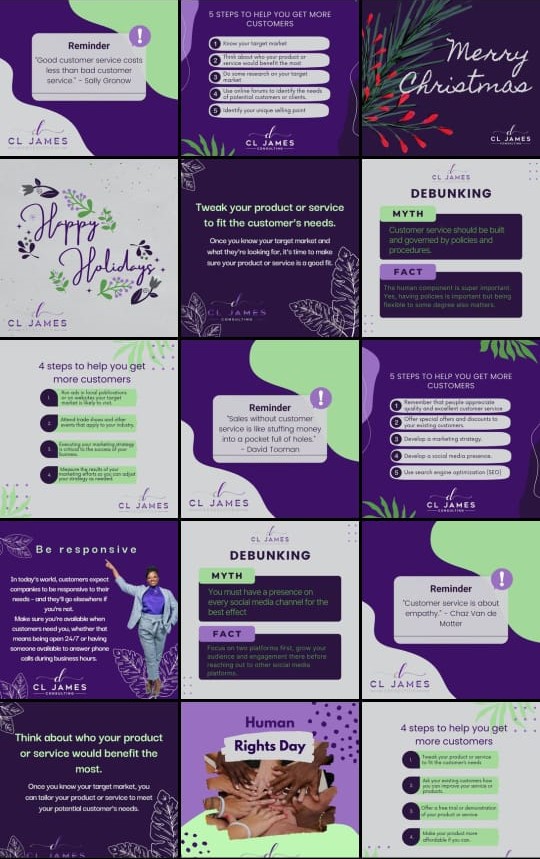 Reminder
!
"Good customer service costs
less than bad customer
service." - Sally Gronow
CL JAMES
5 STEPS TO HELP YOU GET MORE
CUSTOMERS
1 Know your target market
2 Think about who your product or
service would benefit the most
3 Do some research on your target
market
4 Use online forums to identify the needs
of potential customers or clients.
5 Identify your unique selling point
CL JAMES
CONSULTING
Merry
Christmas
CL JAMES
CONSULTING
Happy
Holidays
CL JAMES
Tweak your product or service
to fit the customer's needs.
Once you know your target market and
what they're looking for, it's time to make
sure your product or service is a good fit.
CL JAMES
CONSULTING
CL JAMES
DEBUNKING
MYTH
Customer service should be built
and governed by policies and
procedures.
FACT
The human component is super important.
Yes, having policies is important but being
flexible to some degree also matters.
4 steps to help you get
more customers
1. Run ads in local publications
or on websites your target
market is likely to visit.
2. Attend trade shows and other
events that apply to your industry.
3. Executing your marketing strategy
is critical to the success of your
business.
4. Measure the results of your
marketing efforts so you can adjust
your strategy as needed.
CL JAMES
Reminder
!
"Sales without customer
service is like stuffing money
into a pocket full of holes."
- David Tooman
CL JAMES
5 STEPS TO HELP YOU GET MORE
CUSTOMERS
1 Remember that people appreciate
quality and excellent customer service
2 Offer special offers and discounts to
your existing customers.
3 Develop a marketing strategy.
4 Develop a social media presence.
5 Use search engine optimization (SEO)
CL JAMES
CONSULTING
Be responsive
In today's world, customers expect
companies to be responsive to their
needs - and they'll go elsewhere if
you're not.
Make sure you're available when
customers need you, whether that
means being open 24/7 or having
someone available to answer phone
calls during business hours.
CL JAMES
CONSULTING
CL JAMES
DEBUNKING
MYTH
You must have a presence on
every social media channel for the
best effect
FACT
Focus on two platforms first, grow your
audience and engagement there before
reaching out to other social media
platforms.
Reminder
!
"Customer service is about
empathy." - Chaz Van de
Motter
CL JAMES
Think about who your product
or service would benefit the
most.
Once you know your target market, you
can tailor your product or service to meet
your potential customer's needs.
Human
Rights Day
4 steps to help you get
more customers
1. Tweak your product or service
to fit the customer's needs
2. Ask your existing customers how
you can improve your service or
products.
3. Offer a free trial or demonstration
of your product or service
4. Make your product more
affordable if you can.